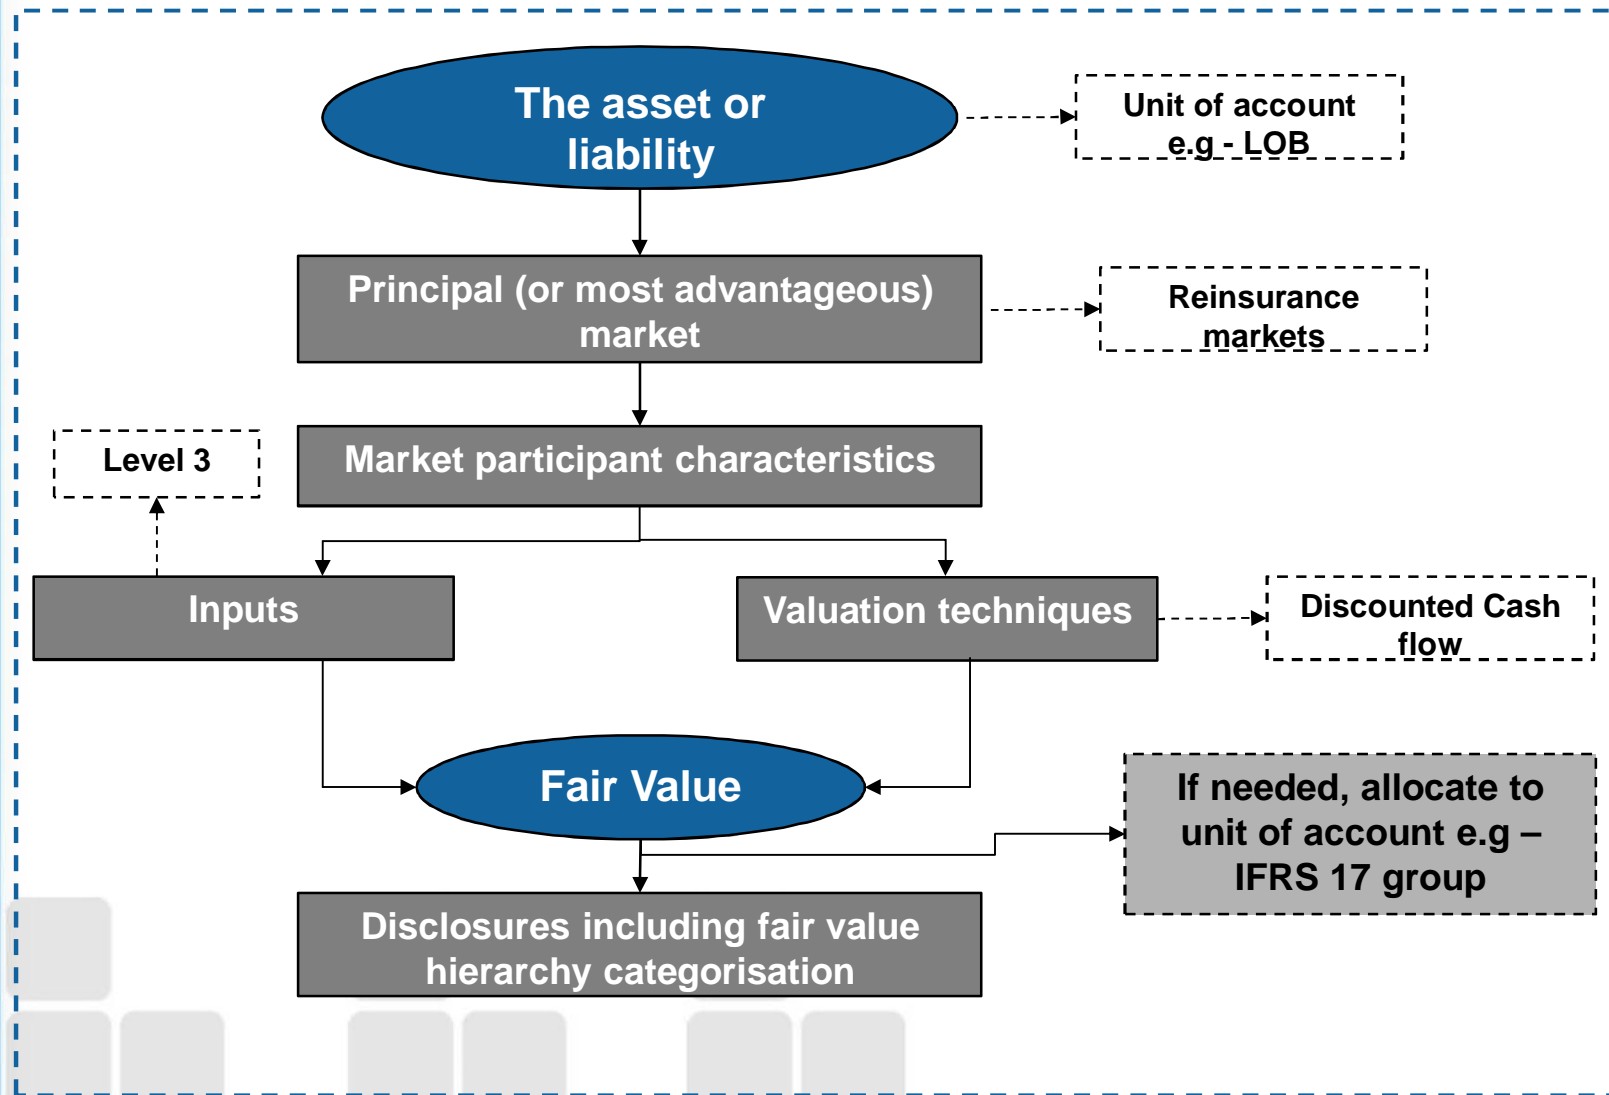 The asset or
liability
Unit of account
e.g - LOB
Principal (or most advantageous)
market
Reinsurance
markets
Level 3
Market participant characteristics
Inputs
Valuation techniques
Discounted Cash
flow
Fair Value
If needed, allocate to
unit of account e.g –
IFRS 17 group
Disclosures including fair value
hierarchy categorisation